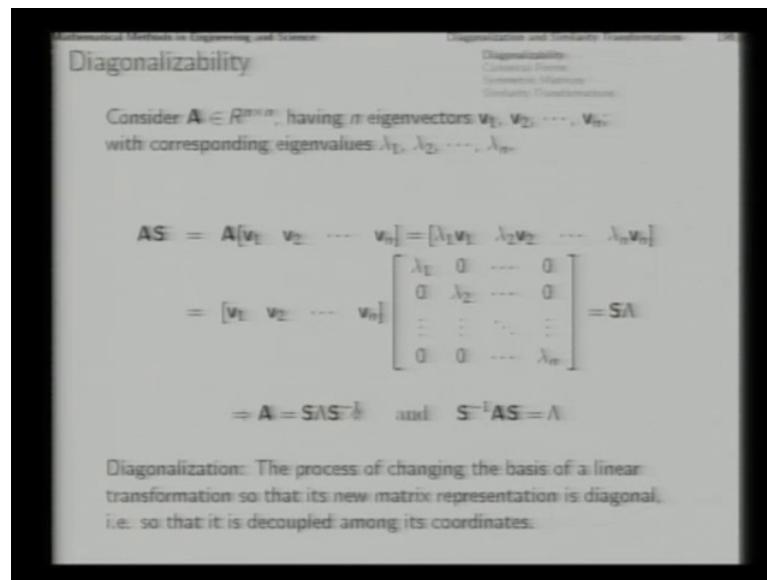 Mathematical Methods in Engineering and Science Diagonalization and Similarity Transformations
Diagonalizability
Diagonalizability
Canonical Forms
Symmetric Matrices
Similarity Transformations
Consider A ∈ R^{n×n}, having n eigenvectors v₁, v₂, ⋯, vₙ;
with corresponding eigenvalues λ₁, λ₂, ⋯, λₙ.
AS = A[v₁ v₂ ⋯ vₙ] = [λ₁v₁ λ₂v₂ ⋯ λₙvₙ]
= [v₁ v₂ ⋯ vₙ] [ λ₁ 0 ⋯ 0
0 λ₂ ⋯ 0
⋮ ⋮ ⋱ ⋮
0 0 ⋯ λₙ ] = SΛ
⇒ A = SΛS⁻¹ and S⁻¹AS = Λ
Diagonalization: The process of changing the basis of a linear
transformation so that its new matrix representation is diagonal,
i.e. so that it is decoupled among its coordinates.